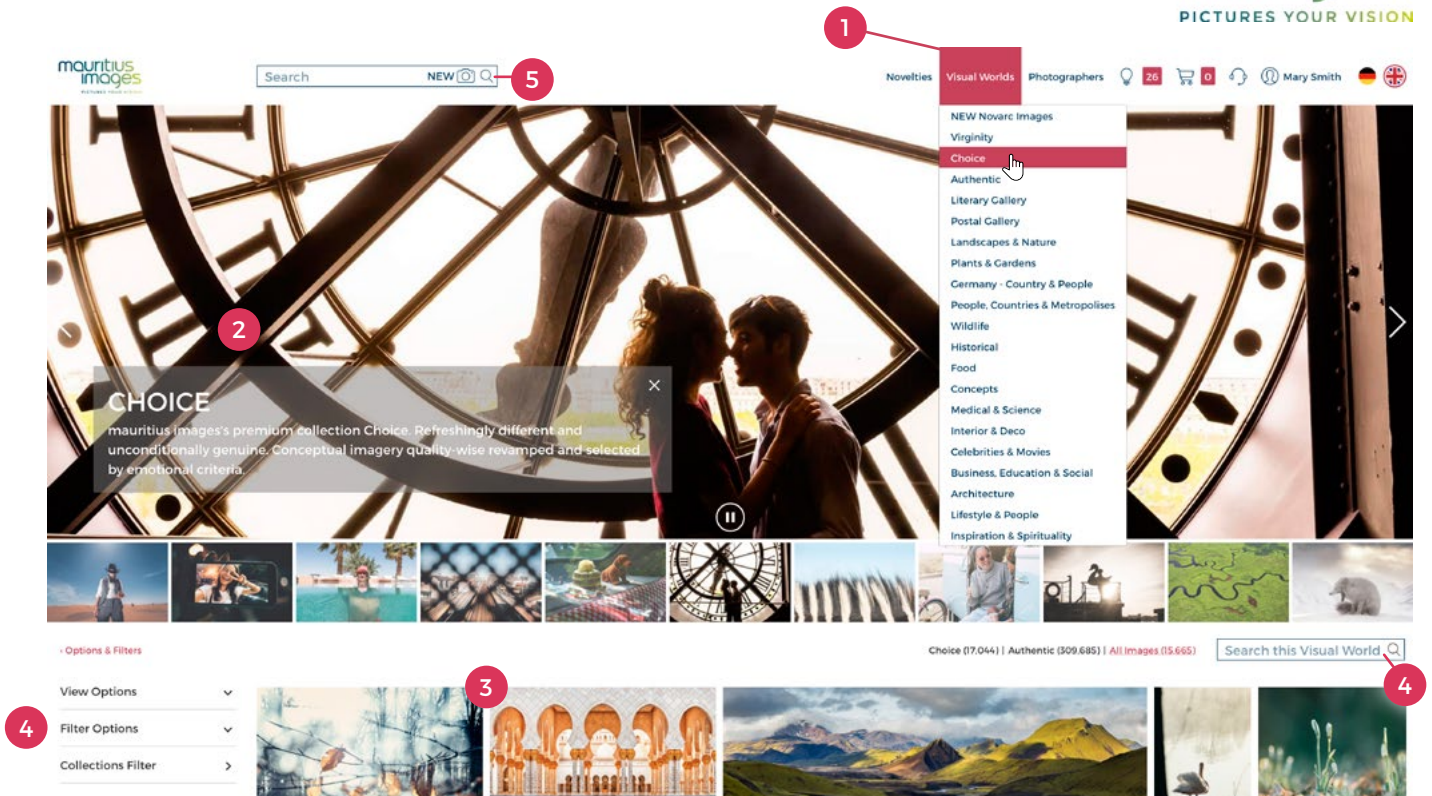 PICTURES YOUR VISION
1
mauritius
images
PICTURES YOUR VISION
Search NEW
5
Novelties Visual Worlds Photographers 26 0 Mary Smith
NEW Novarc Images
Virginity
Choice
Authentic
Literary Gallery
Postal Gallery
Landscapes & Nature
Plants & Gardens
Germany - Country & People
People, Countries & Metropolises
Wildlife
Historical
Food
Concepts
Medical & Science
Interior & Deco
Celebrities & Movies
Business, Education & Social
Architecture
Lifestyle & People
Inspiration & Spirituality
2
CHOICE
mauritius images's premium collection Choice. Refreshingly different and
unconditionally genuine. Conceptual imagery quality-wise revamped and selected
by emotional criteria.
‹ Options & Filters
Choice (17.044) | Authentic (309.685) | All Images (15.665)
Search this Visual World
4
3
View Options
4
Filter Options
Collections Filter